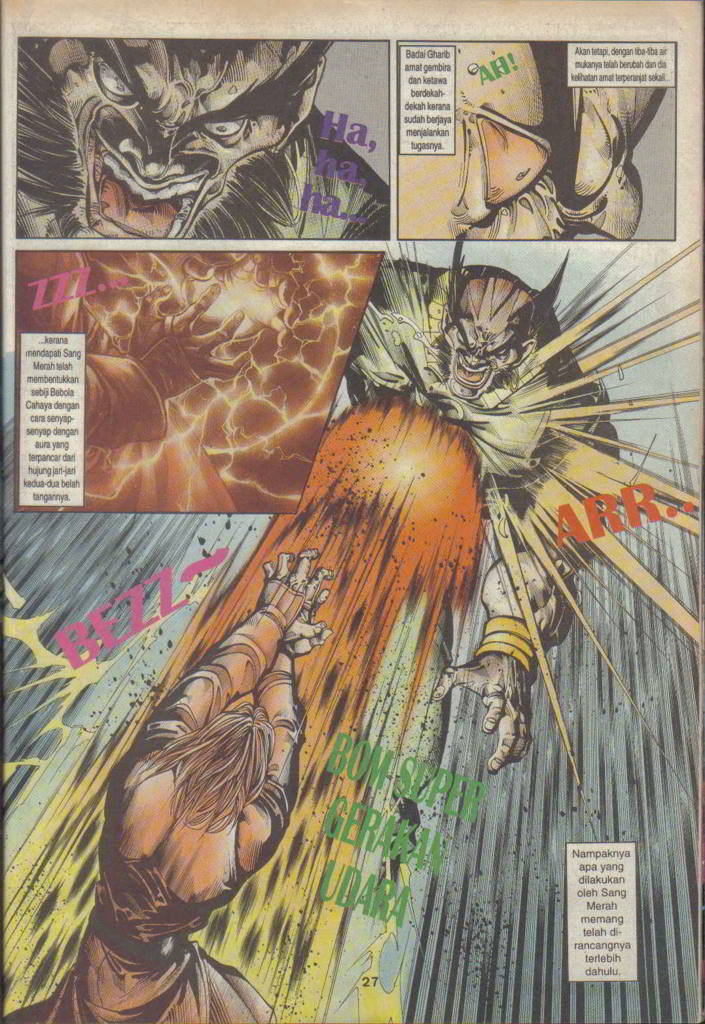 Ha,
ha,
ha...
Badai Gharib
amat gembira
dan ketawa
berdekah-
dekah kerana
sudah berjaya
menjalankan
tugasnya.
AH!
Akan tetapi, dengan tiba-tiba air
mukanya telah berubah dan dia
kelihatan amat terperanjat sekali...
ZZZ...
...kerana
mendapati Sang
Merah telah
membentukkan
sebiji Bebola
Cahaya dengan
cara senyap-
senyap dengan
aura yang
terpancar dari
hujung jari-jari
kedua-dua belah
tangannya.
ARR..
BEZZ~
BOM SUPER
GERAKAN
UDARA
Nampaknya
apa yang
dilakukan
oleh Sang
Merah
memang
telah di-
rancangnya
terlebih
dahulu.
27